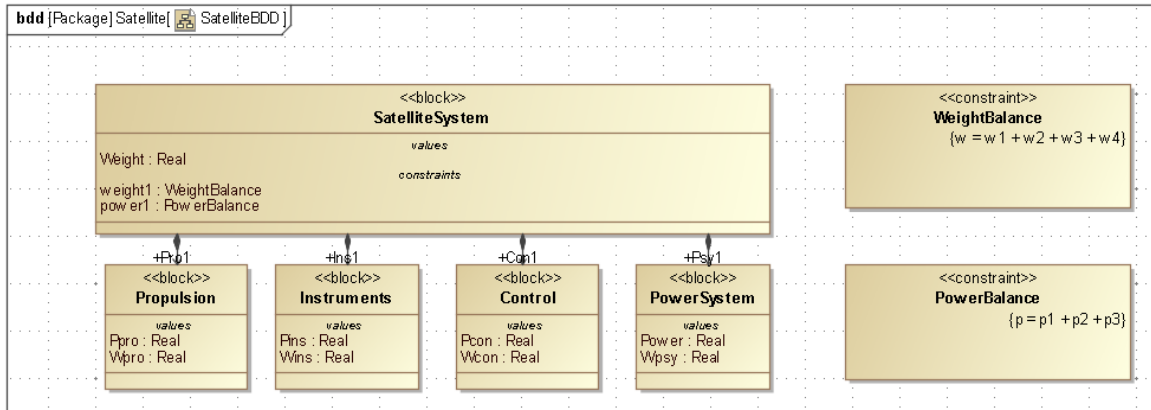 bdd [Package] Satellite[ SatelliteBDD ]
<<block>>
SatelliteSystem
values
Weight : Real
constraints
weight1 : WeightBalance
power1 : PowerBalance
<<constraint>>
WeightBalance
{w = w1 + w2 + w3 + w4}
+Pro1
+Ins1
+Con1
+Psy1
<<block>>
Propulsion
values
Ppro : Real
Wpro : Real
<<block>>
Instruments
values
Pins : Real
Wins : Real
<<block>>
Control
values
Pcon : Real
Wcon : Real
<<block>>
PowerSystem
values
Power : Real
Wpsy : Real
<<constraint>>
PowerBalance
{p = p1 + p2 + p3}